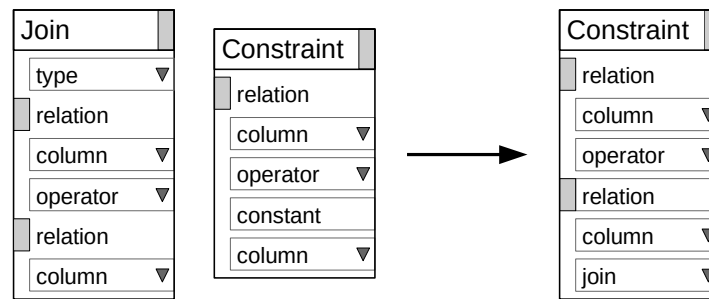 Join
type
relation
column
operator
relation
column
Constraint
relation
column
operator
constant
column
Constraint
relation
column
operator
relation
column
join